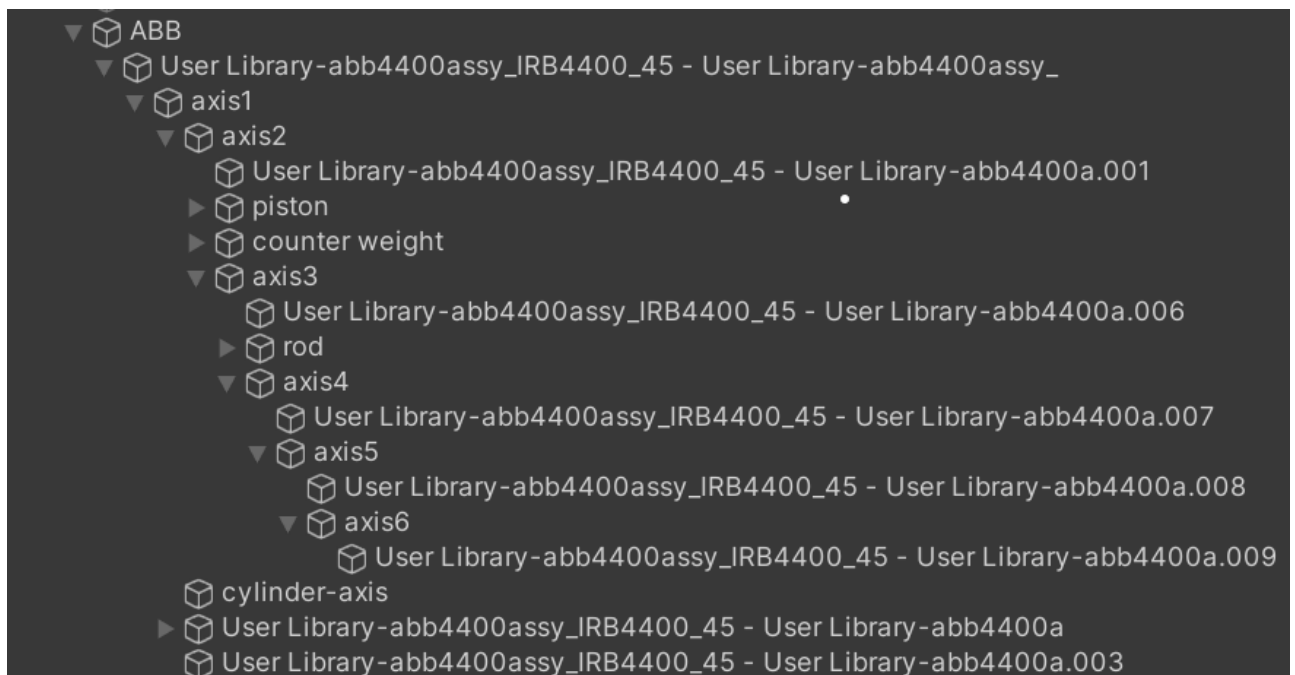 ABB
User Library-abb4400assy_IRB4400_45 - User Library-abb4400assy_
axis1
axis2
User Library-abb4400assy_IRB4400_45 - User Library-abb4400a.001
piston
counter weight
axis3
User Library-abb4400assy_IRB4400_45 - User Library-abb4400a.006
rod
axis4
User Library-abb4400assy_IRB4400_45 - User Library-abb4400a.007
axis5
User Library-abb4400assy_IRB4400_45 - User Library-abb4400a.008
axis6
User Library-abb4400assy_IRB4400_45 - User Library-abb4400a.009
cylinder-axis
User Library-abb4400assy_IRB4400_45 - User Library-abb4400a
User Library-abb4400assy_IRB4400_45 - User Library-abb4400a.003